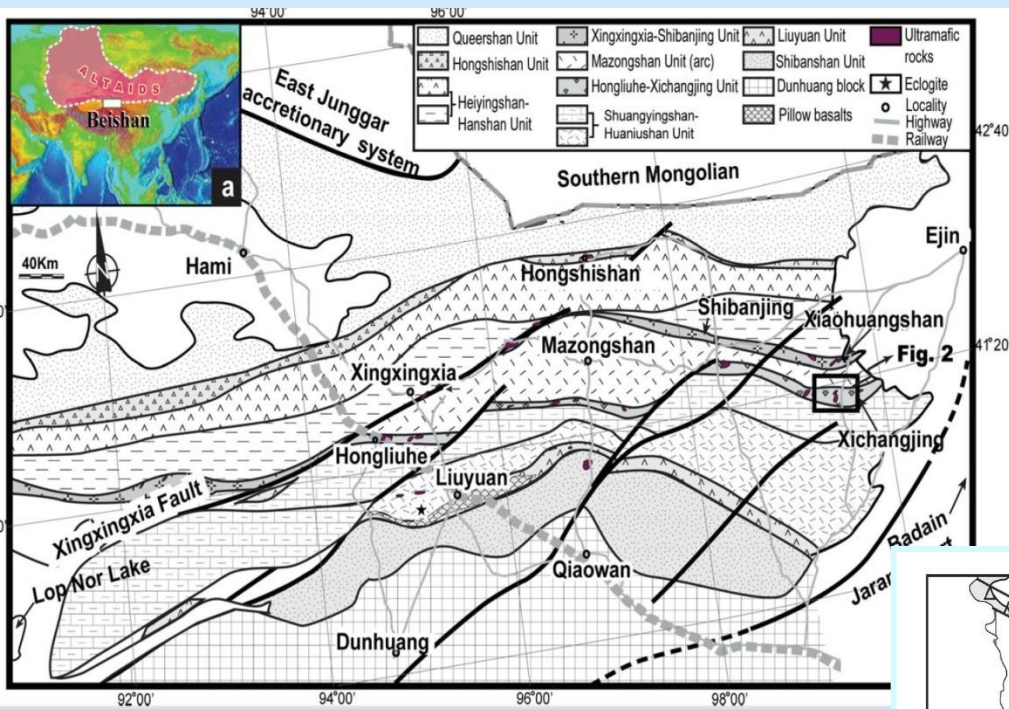 94°00'
96°00'
ALTAIDS
Beishan
a
Queershan Unit
Hongshishan Unit
Heiyingshan-
Hanshan Unit
Xingxingxia-Shibanjing Unit
Mazongshan Unit (arc)
Hongliuhe-Xichangjing Unit
Shuangyingshan-
Huaniushan Unit
Liuyuan Unit
Shibanshan Unit
Dunhuang block
Pillow basalts
Ultramafic
rocks
Eclogite
Locality
Highway
Railway
East Junggar
accretionary system
42°40
Southern Mongolian
Ejin
N
40Km
Hami
Hongshishan
Shibanjing
Xiaohuangshan
Mazongshan
Fig. 2
41°20
Xingxingxia
Xichangjing
Hongliuhe
Liuyuan
Xingxingxia Fault
Badain
Lop Nor Lake
Qiaowan
Jaran
Dunhuang
92°00'
94°00'
96°00'
98°00'